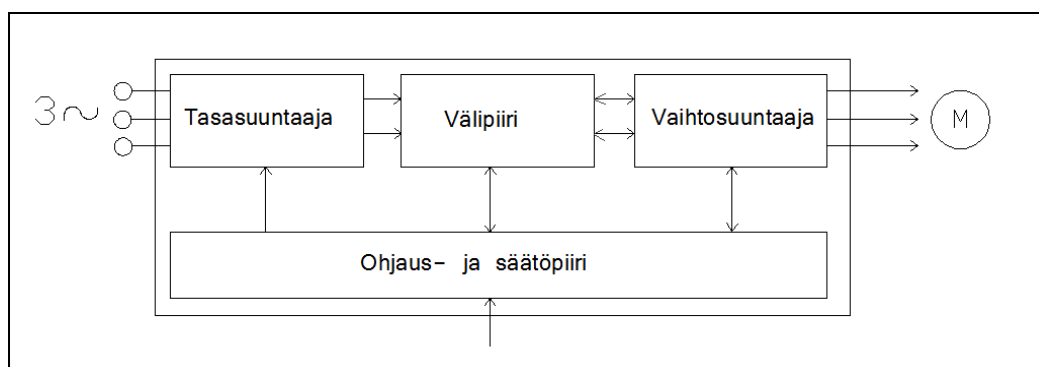 3~
Tasasuuntaaja
Välipiiri
Vaihtosuuntaaja
M
Ohjaus- ja säätöpiiri